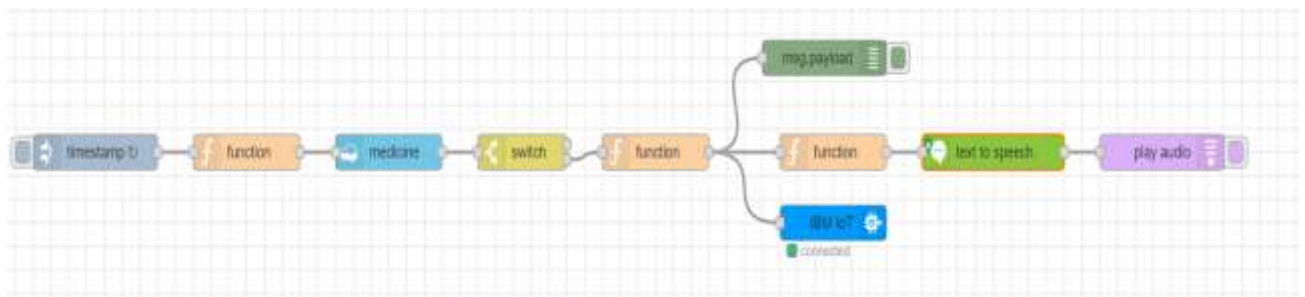 msg.payload
timestamp ↻
function
medicine
switch
function
function
text to speech
play audio
IBM IoT
connected